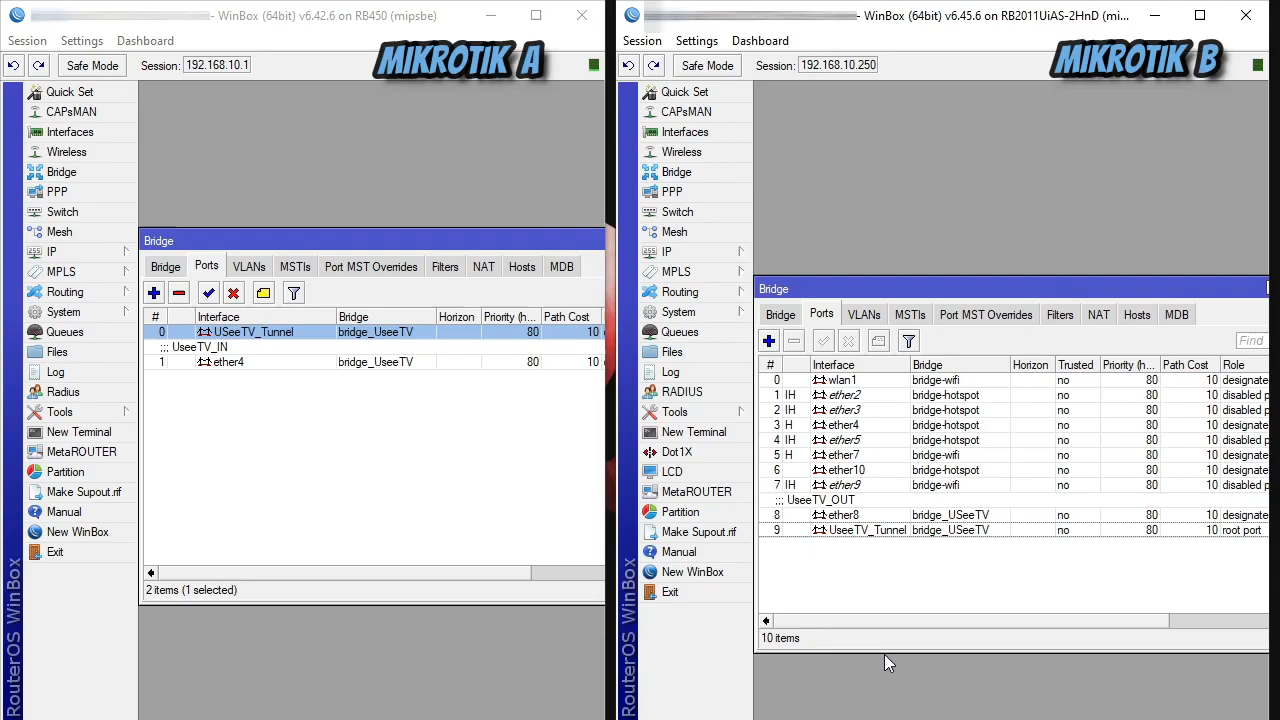 - WinBox (64bit) v6.42.6 on RB450 (mipsbe)
Session Settings Dashboard
MIKROTIK A
Safe Mode Session: 192.168.10.1
Quick Set
CAPsMAN
Interfaces
Wireless
Bridge
PPP
Switch
Mesh
IP
MPLS
Routing
System
Queues
Files
Log
Radius
Tools
New Terminal
MetaROUTER
Partition
Make Supout.rif
Manual
New WinBox
Exit
RouterOS WinBox
Bridge
Bridge Ports VLANs MSTIs Port MST Overrides Filters NAT Hosts MDB
# Interface Bridge Horizon Priority (h... Path Cost
0 USeeTV_Tunnel bridge_UseeTV 80 10
::: UseeTV_IN
1 ether4 bridge_UseeTV 80 10
2 items (1 selected)
- WinBox (64bit) v6.45.6 on RB2011UiAS-2HnD (mi...
Session Settings Dashboard
MIKROTIK B
Safe Mode Session: 192.168.10.250
Quick Set
CAPsMAN
Interfaces
Wireless
Bridge
PPP
Switch
Mesh
IP
MPLS
Routing
System
Queues
Files
Log
RADIUS
Tools
New Terminal
Dot1X
LCD
MetaROUTER
Partition
Make Supout.rif
Manual
New WinBox
Exit
RouterOS WinBox
Bridge
Bridge Ports VLANs MSTIs Port MST Overrides Filters NAT Hosts MDB
Find
# Interface Bridge Horizon Trusted Priority (h... Path Cost Role
0 wlan1 bridge-wifi no 80 10 designate
1 IH ether2 bridge-hotspot no 80 10 disabled p
2 IH ether3 bridge-hotspot no 80 10 disabled p
3 H ether4 bridge-hotspot no 80 10 designate
4 IH ether5 bridge-hotspot no 80 10 disabled p
5 H ether7 bridge-wifi no 80 10 designate
6 ether10 bridge-hotspot no 80 10 designate
7 IH ether9 bridge-wifi no 80 10 disabled p
::: UseeTV_OUT
8 ether8 bridge_USeeTV no 80 10 designate
9 UseeTV_Tunnel bridge_USeeTV no 80 10 root port
10 items